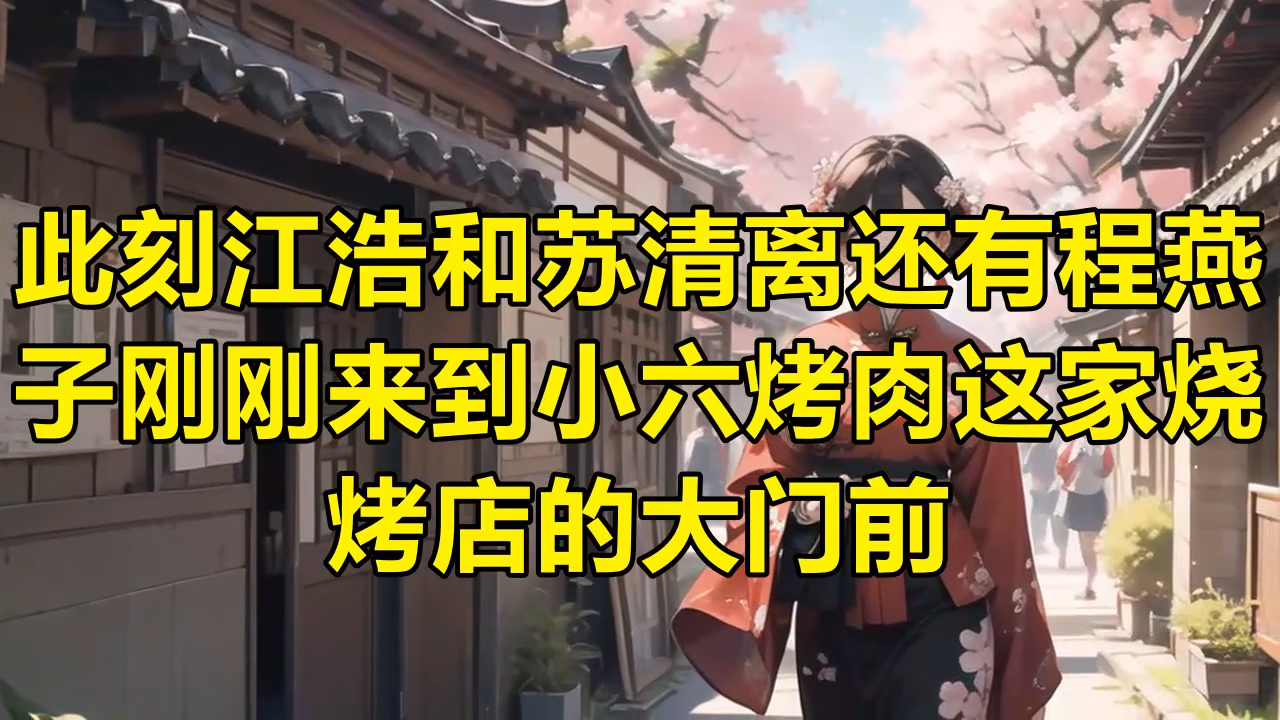 此刻江浩和苏清离还有程燕
子刚刚来到小六烤肉这家烧
烤店的大门前